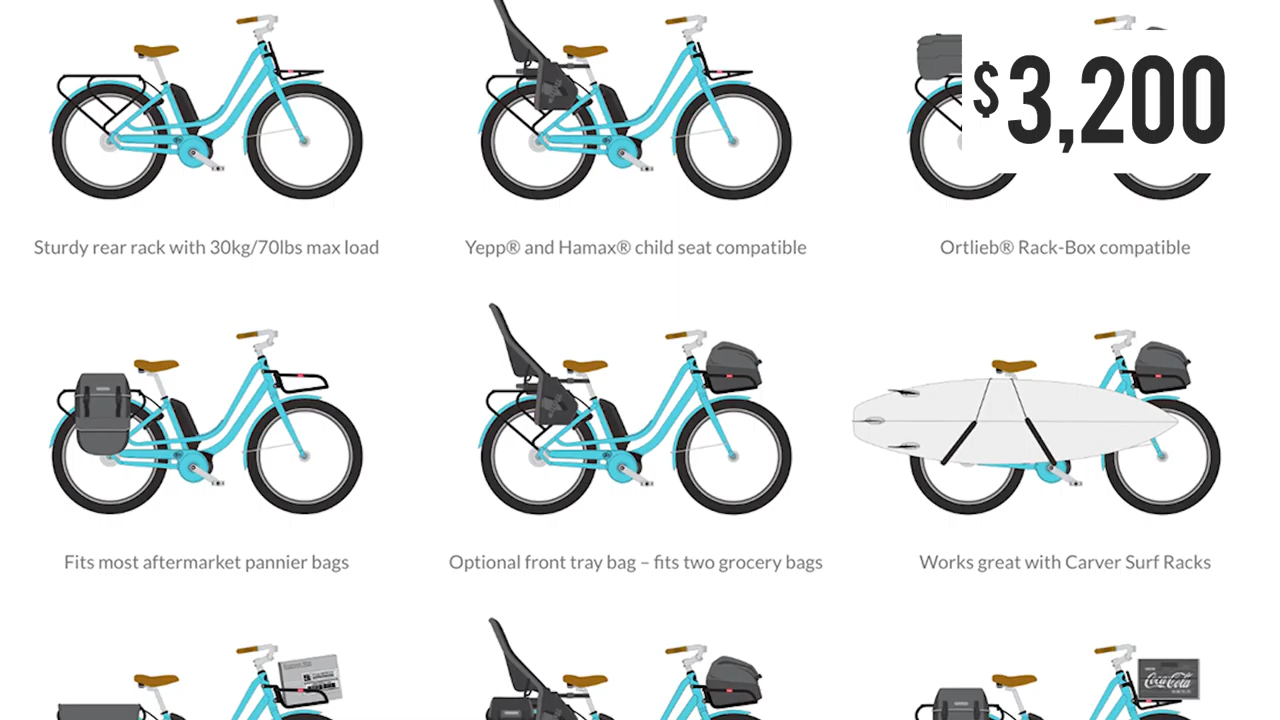 $3,200
Sturdy rear rack with 30kg/70lbs max load
Yepp® and Hamax® child seat compatible
Ortlieb® Rack-Box compatible
Fits most aftermarket pannier bags
Optional front tray bag – fits two grocery bags
Works great with Carver Surf Racks
Coca-Cola